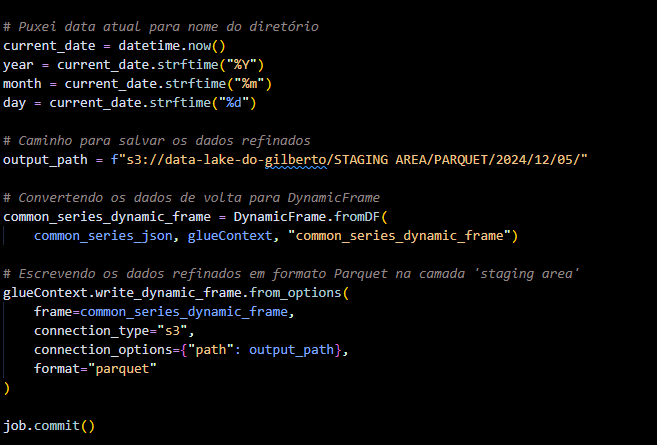 # Puxei data atual para nome do diretório
current_date = datetime.now()
year = current_date.strftime("%Y")
month = current_date.strftime("%m")
day = current_date.strftime("%d")
# Caminho para salvar os dados refinados
output_path = f"s3://data-lake-do-gilberto/STAGING AREA/PARQUET/2024/12/05/"
# Convertendo os dados de volta para DynamicFrame
common_series_dynamic_frame = DynamicFrame.fromDF(
    common_series_json, glueContext, "common_series_dynamic_frame")
# Escrevendo os dados refinados em formato Parquet na camada 'staging area'
glueContext.write_dynamic_frame.from_options(
    frame=common_series_dynamic_frame,
    connection_type="s3",
    connection_options={"path": output_path},
    format="parquet"
)
job.commit()